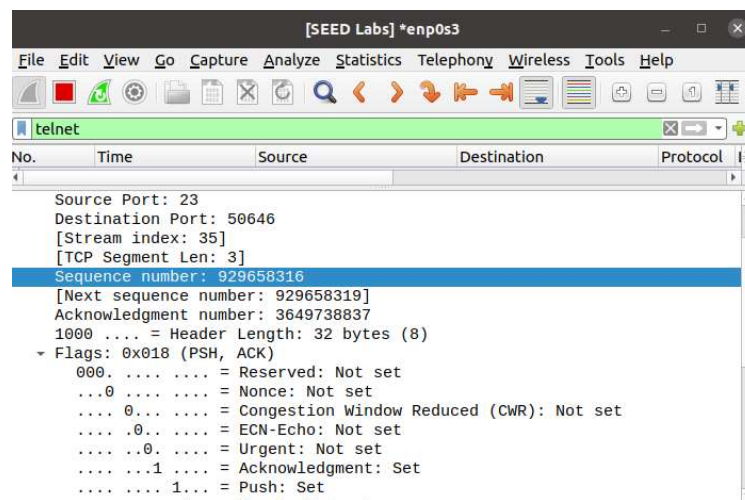 [SEED Labs] *enp0s3
File Edit View Go Capture Analyze Statistics Telephony Wireless Tools Help
telnet
No. Time Source Destination Protocol
Source Port: 23
Destination Port: 50646
[Stream index: 35]
[TCP Segment Len: 3]
Sequence number: 929658316
[Next sequence number: 929658319]
Acknowledgment number: 3649738837
1000 .... = Header Length: 32 bytes (8)
Flags: 0x018 (PSH, ACK)
000. .... .... = Reserved: Not set
...0 .... .... = Nonce: Not set
.... 0... .... = Congestion Window Reduced (CWR): Not set
.... .0.. .... = ECN-Echo: Not set
.... ..0. .... = Urgent: Not set
.... ...1 .... = Acknowledgment: Set
.... .... 1... = Push: Set